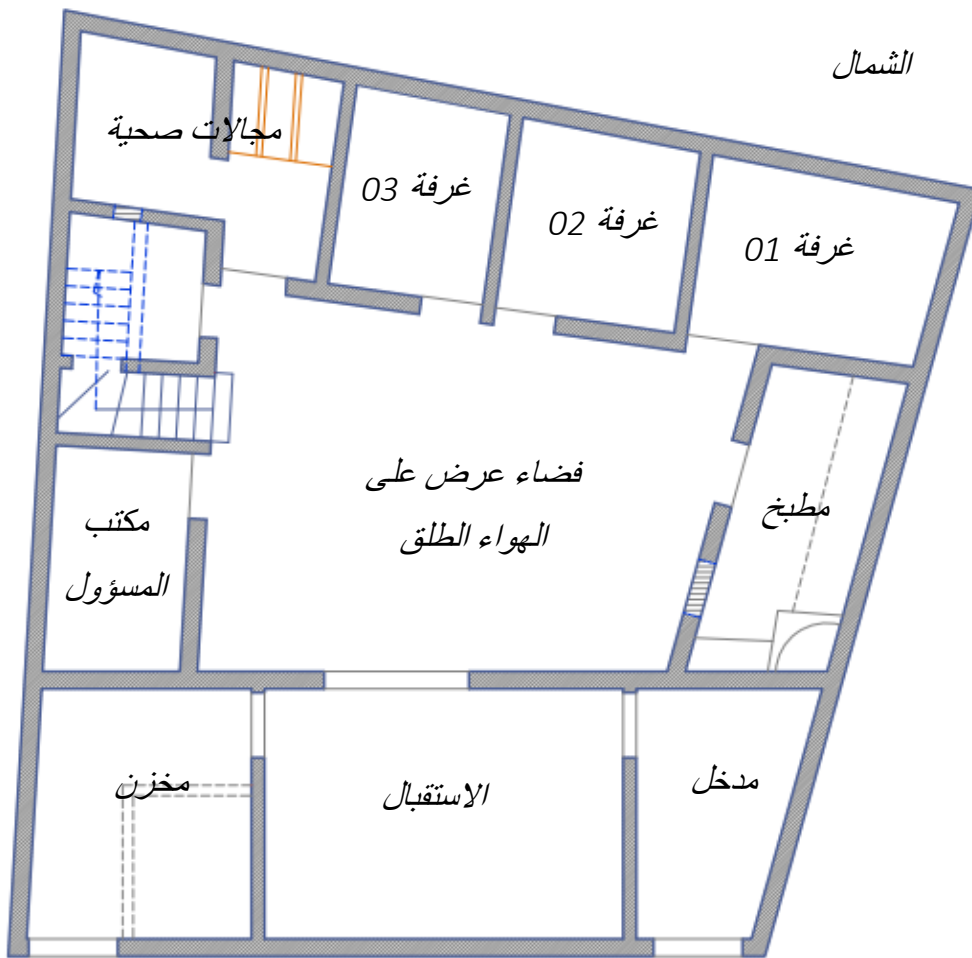 الشمال
مجالات صحية
غرفة 03
غرفة 02
غرفة 01
فضاء عرض على
الهواء الطلق
مكتب
المسؤول
مطبخ
مخزن
الاستقبال
مدخل